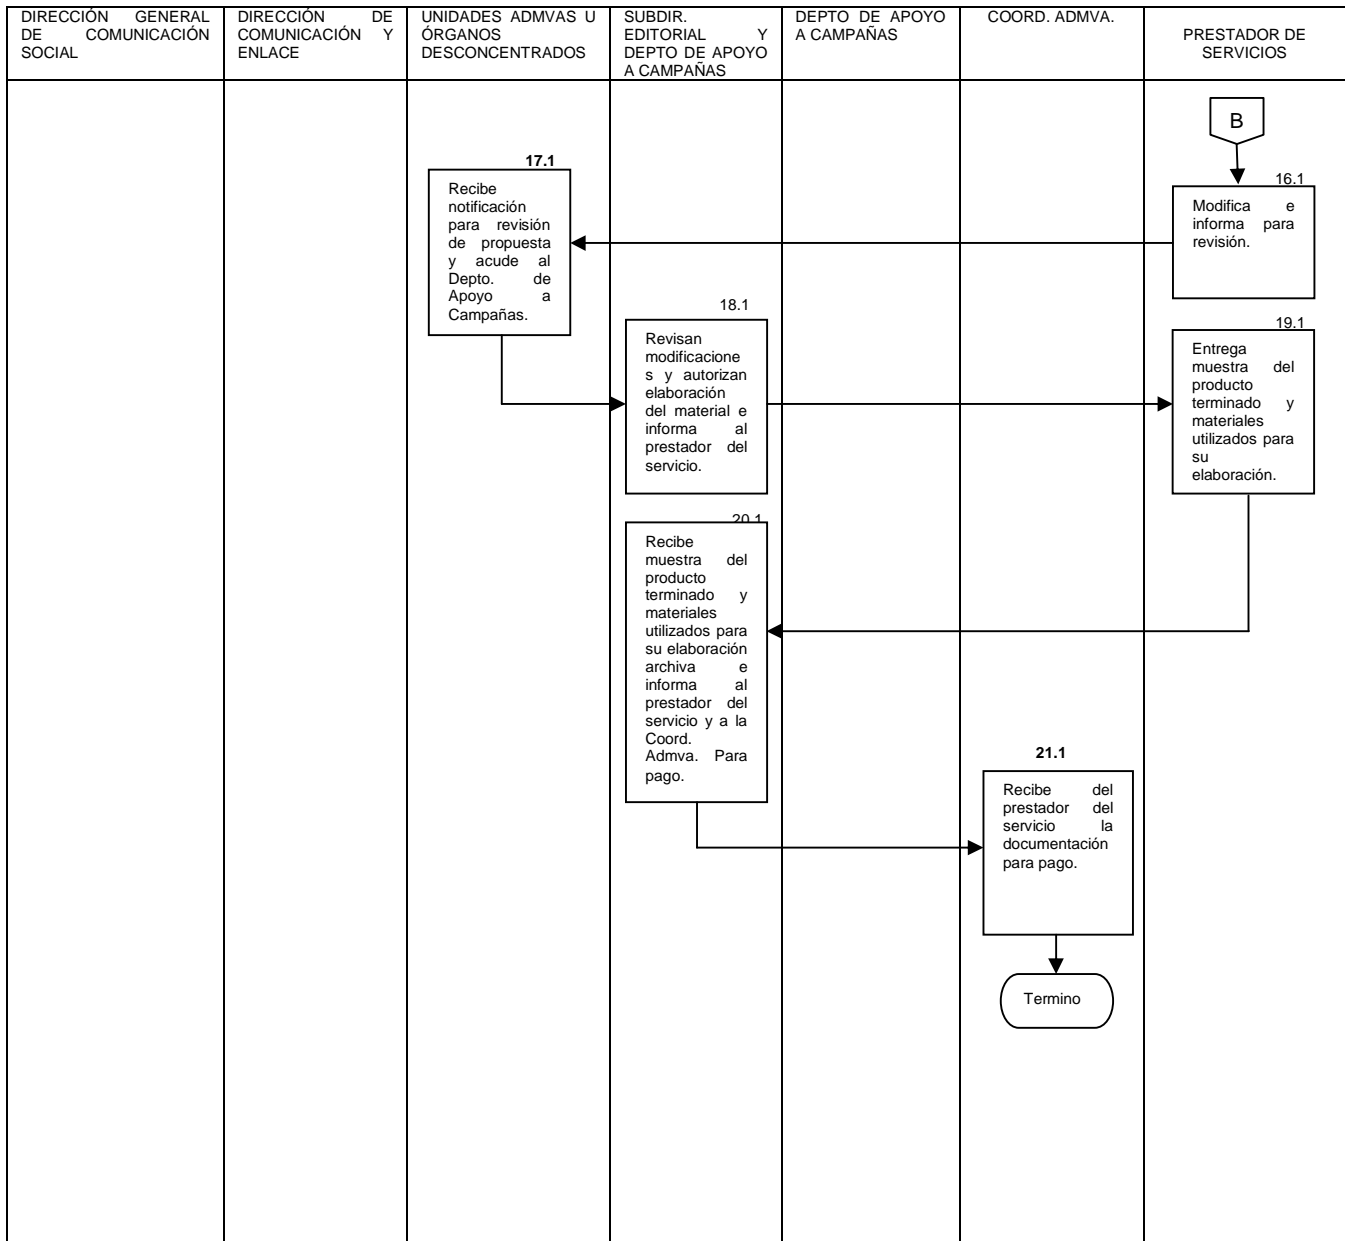 DIRECCIÓN GENERAL
DE COMUNICACIÓN
SOCIAL
DIRECCIÓN DE
COMUNICACIÓN Y
ENLACE
UNIDADES ADMVAS U
ÓRGANOS
DESCONCENTRADOS
SUBDIR.
EDITORIAL Y
DEPTO DE APOYO
A CAMPAÑAS
DEPTO DE APOYO
A CAMPAÑAS
COORD. ADMVA.
PRESTADOR DE
SERVICIOS
B
16.1
Modifica e
informa para
revisión.
17.1
Recibe
notificación
para revisión
de propuesta
y acude al
Depto. de
Apoyo a
Campañas.
18.1
Revisan
modificacione
s y autorizan
elaboración
del material e
informa al
prestador del
servicio.
19.1
Entrega
muestra del
producto
terminado y
materiales
utilizados para
su
elaboración.
20.1
Recibe
muestra del
producto
terminado y
materiales
utilizados para
su elaboración
archiva e
informa al
prestador del
servicio y a la
Coord.
Admva. Para
pago.
21.1
Recibe del
prestador del
servicio la
documentación
para pago.
Termino